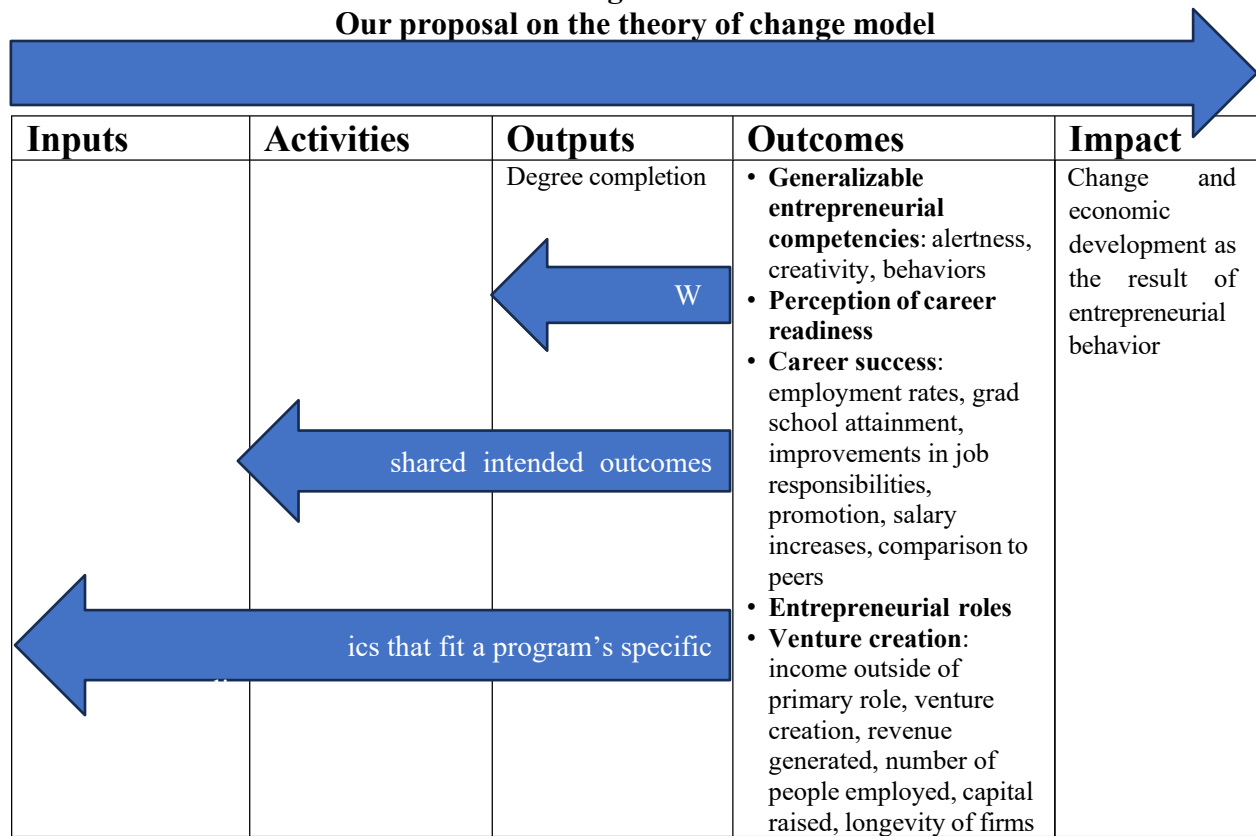 Our proposal on the theory of change model
Inputs
Activities
Outputs
Outcomes
Impact
Degree completion
W
shared intended outcomes
ics that fit a program’s specific
• Generalizable
entrepreneurial
competencies: alertness,
creativity, behaviors
• Perception of career
readiness
• Career success:
employment rates, grad
school attainment,
improvements in job
responsibilities,
promotion, salary
increases, comparison to
peers
• Entrepreneurial roles
• Venture creation:
income outside of
primary role, venture
creation, revenue
generated, number of
people employed, capital
raised, longevity of firms
Change and
economic
development as
the result of
entrepreneurial
behavior